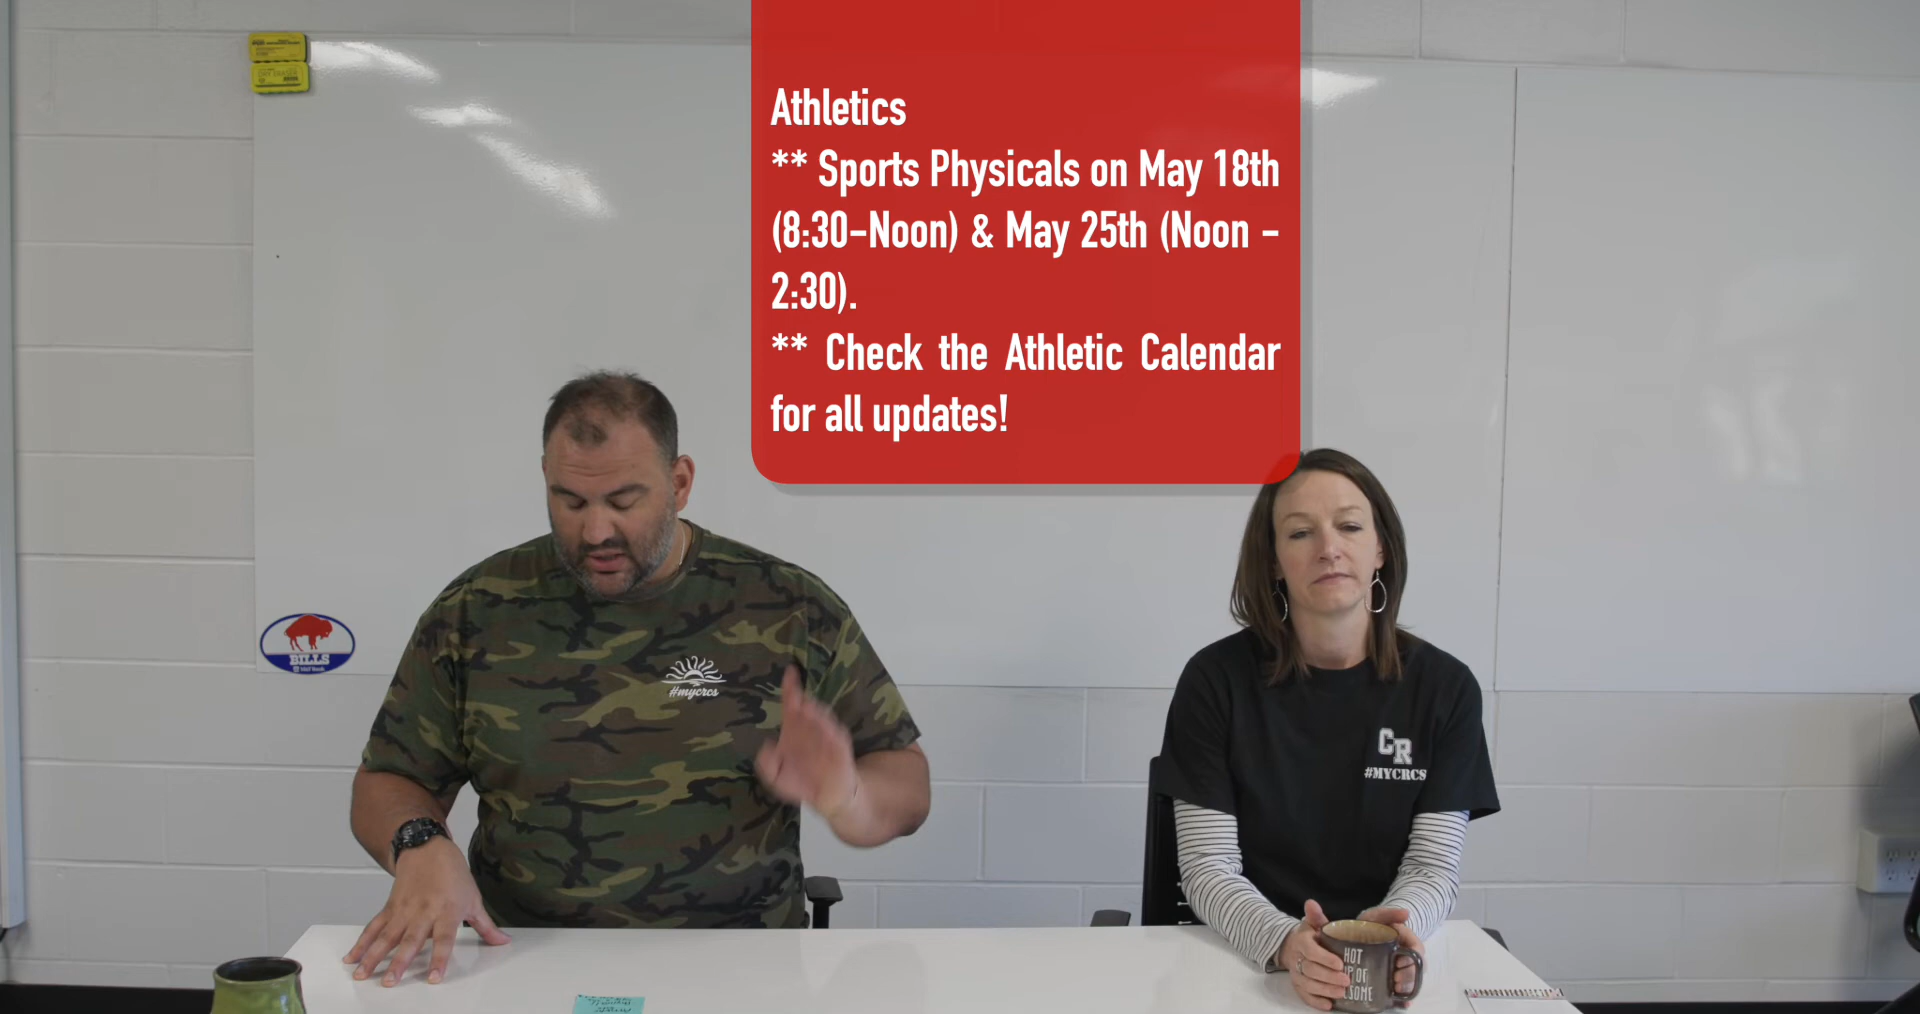 Athletics
** Sports Physicals on May 18th
(8:30-Noon) & May 25th (Noon -
2:30).
** Check the Athletic Calendar
for all updates!
BILLS
#mycrcs
CR
#MYCRCS
HOT